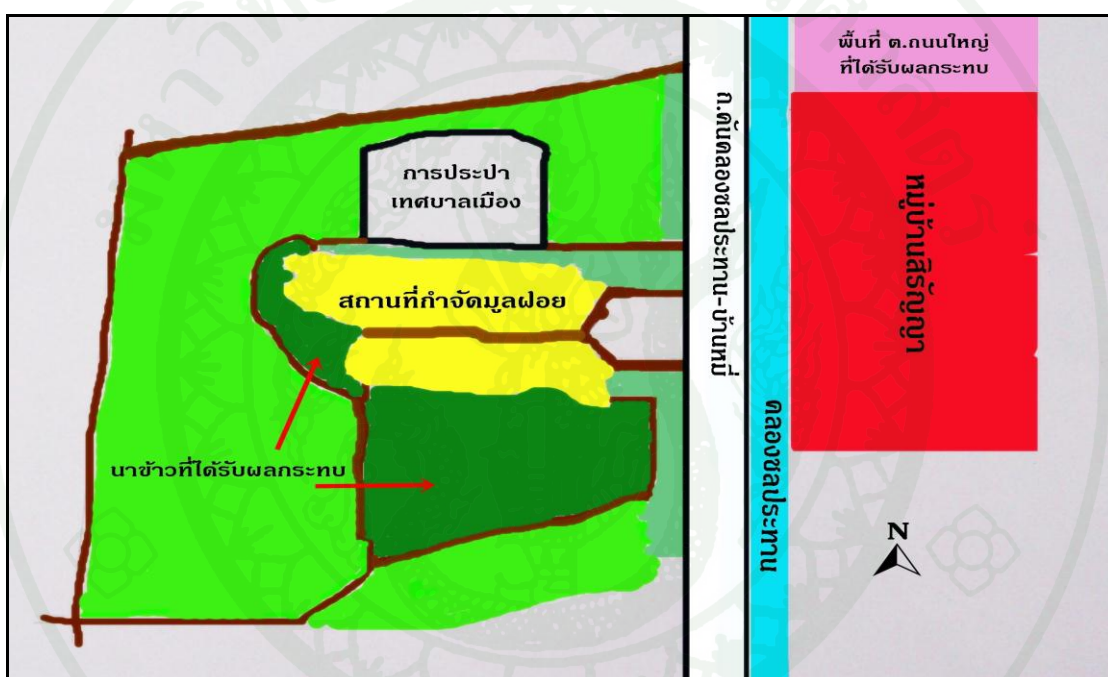 พื้นที่ ต.ถนนใหญ่
ที่ได้รับผลกระทบ
การประปา
เทศบาลเมือง
สถานที่กำจัดมูลฝอย
นาข้าวที่ได้รับผลกระทบ
ถ.คันคลองชลประทาน-บ้านหมี่
คลองชลประทาน
หมู่บ้านสิรัญญา
N